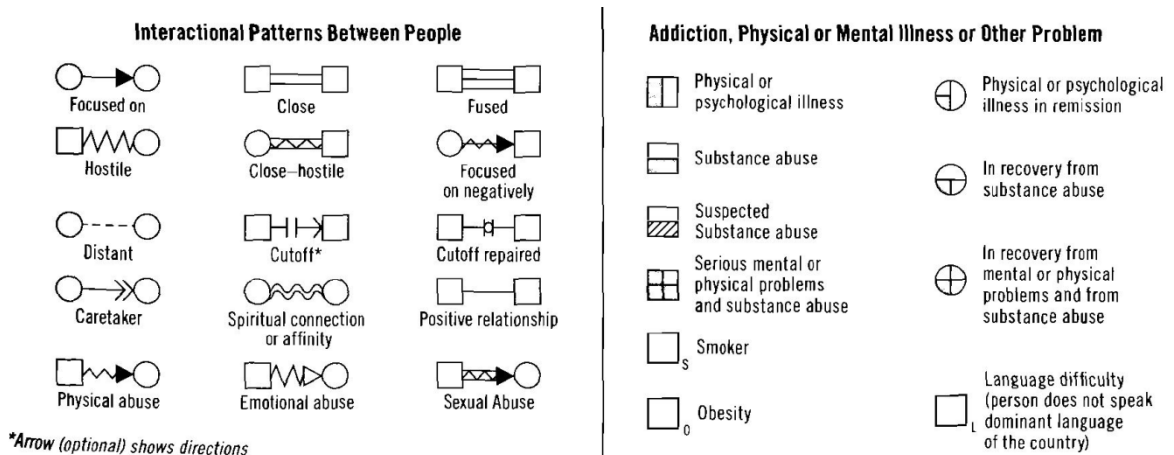 Interactional Patterns Between People
Focused on
Close
Fused
Hostile
Close–hostile
Focused
on negatively
Distant
Cutoff*
Cutoff repaired
Caretaker
Spiritual connection
or affinity
Positive relationship
Physical abuse
Emotional abuse
Sexual Abuse
*Arrow (optional) shows directions
Addiction, Physical or Mental Illness or Other Problem
Physical or
psychological illness
Substance abuse
Suspected
Substance abuse
Serious mental or
physical problems
and substance abuse
S Smoker
O Obesity
Physical or psychological
illness in remission
In recovery from
substance abuse
In recovery from
mental or physical
problems and from
substance abuse
Language difficulty
(person does not speak
L dominant language
of the country)